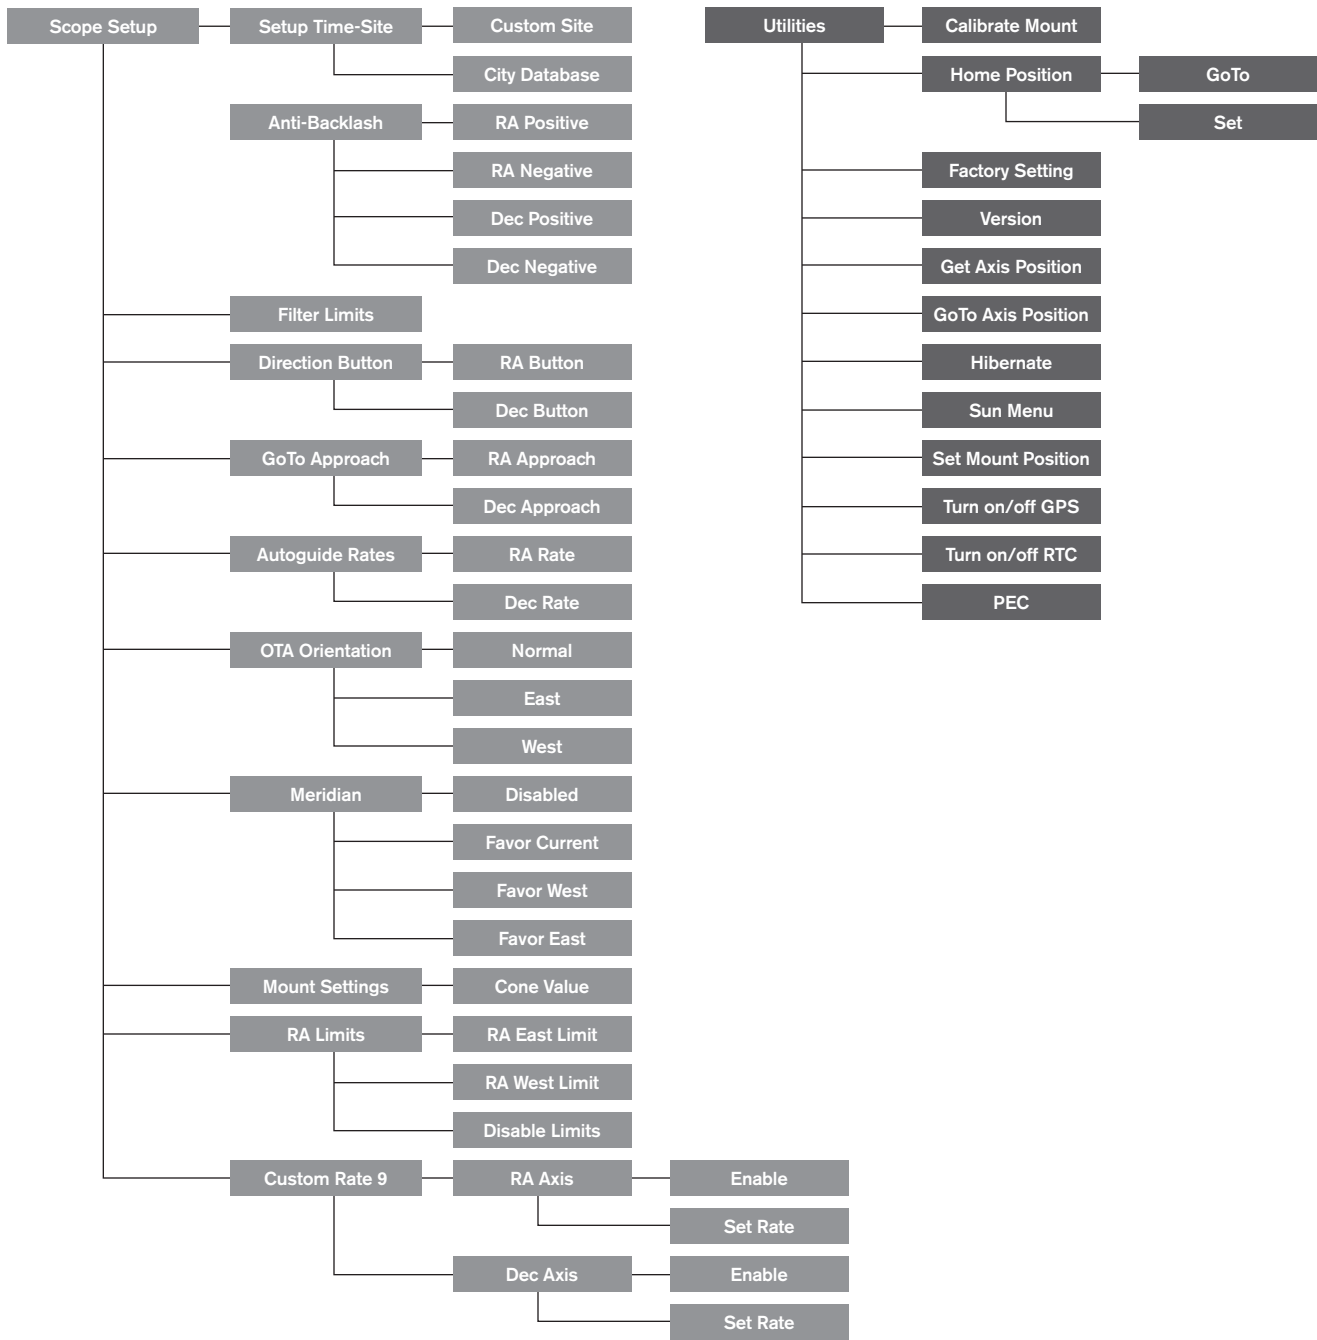 Scope Setup
Setup Time-Site
Custom Site
City Database
Anti-Backlash
RA Positive
RA Negative
Dec Positive
Dec Negative
Filter Limits
Direction Button
RA Button
Dec Button
GoTo Approach
RA Approach
Dec Approach
Autoguide Rates
RA Rate
Dec Rate
OTA Orientation
Normal
East
West
Meridian
Disabled
Favor Current
Favor West
Favor East
Mount Settings
Cone Value
RA Limits
RA East Limit
RA West Limit
Disable Limits
Custom Rate 9
RA Axis
Enable
Set Rate
Dec Axis
Enable
Set Rate
Utilities
Calibrate Mount
Home Position
GoTo
Set
Factory Setting
Version
Get Axis Position
GoTo Axis Position
Hibernate
Sun Menu
Set Mount Position
Turn on/off GPS
Turn on/off RTC
PEC